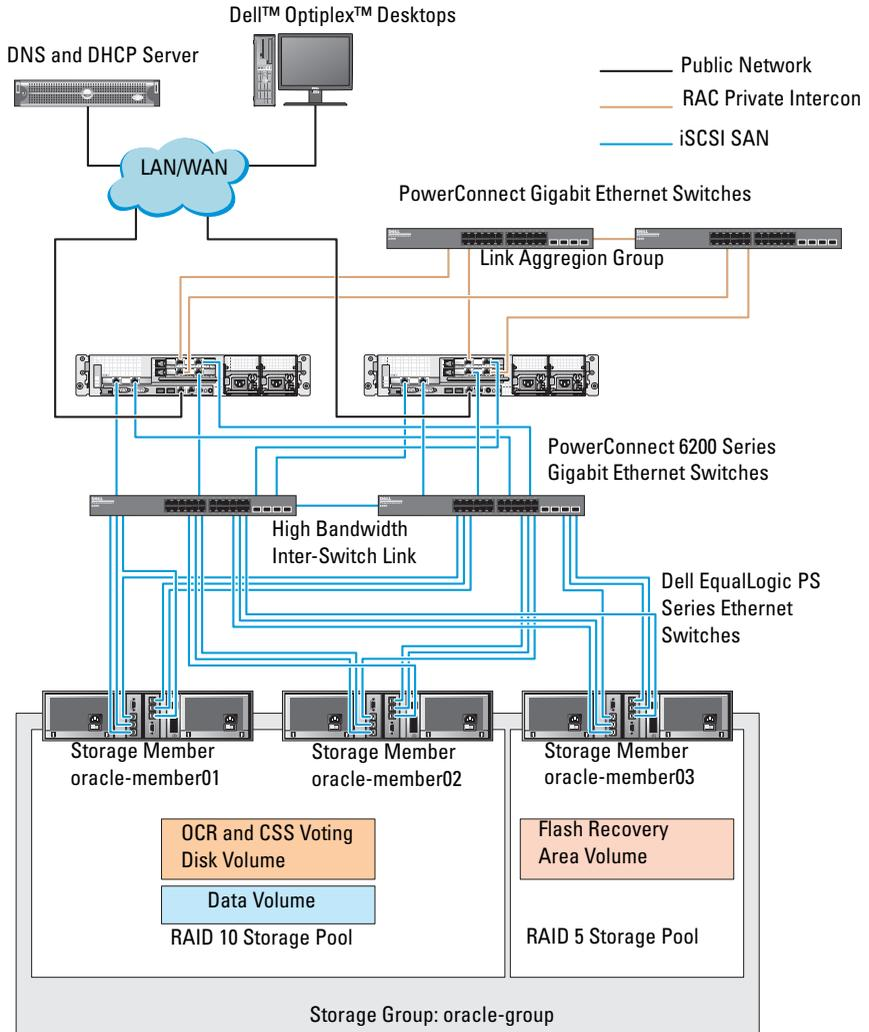 Dell™ Optiplex™ Desktops
DNS and DHCP Server
Public Network
RAC Private Intercon
iSCSI SAN
LAN/WAN
PowerConnect Gigabit Ethernet Switches
Link Aggregion Group
PowerConnect 6200 Series
Gigabit Ethernet Switches
High Bandwidth
Inter-Switch Link
Dell EqualLogic PS
Series Ethernet
Switches
Storage Member
oracle-member01
Storage Member
oracle-member02
Storage Member
oracle-member03
OCR and CSS Voting
Disk Volume
Flash Recovery
Area Volume
Data Volume
RAID 10 Storage Pool
RAID 5 Storage Pool
Storage Group: oracle-group